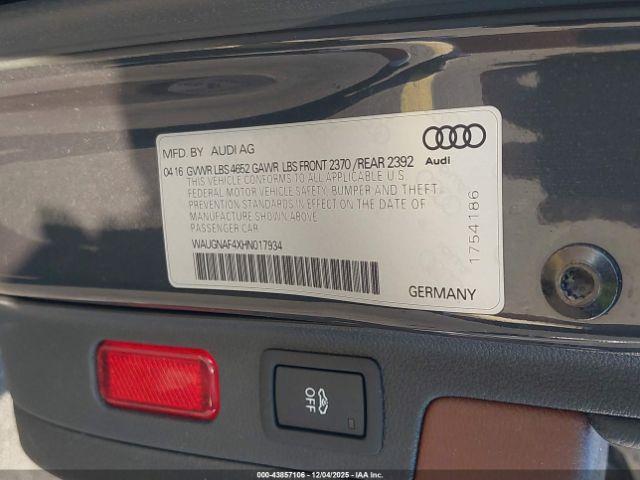 MFD. BY AUDI AG
Audi
04 16 GVWR LBS 4652 GAWR LBS FRONT 2370 / REAR 2392
THIS VEHICLE CONFORMS TO ALL APPLICABLE U.S.
FEDERAL MOTOR VEHICLE SAFETY, BUMPER AND THEFT
PREVENTION STANDARDS IN EFFECT ON THE DATE OF
MANUFACTURE SHOWN ABOVE.
PASSENGER CAR
WAUGNAF4XHN017934
1754186
GERMANY
OFF
000-43857106 - 12/04/2025 - IAAI.com